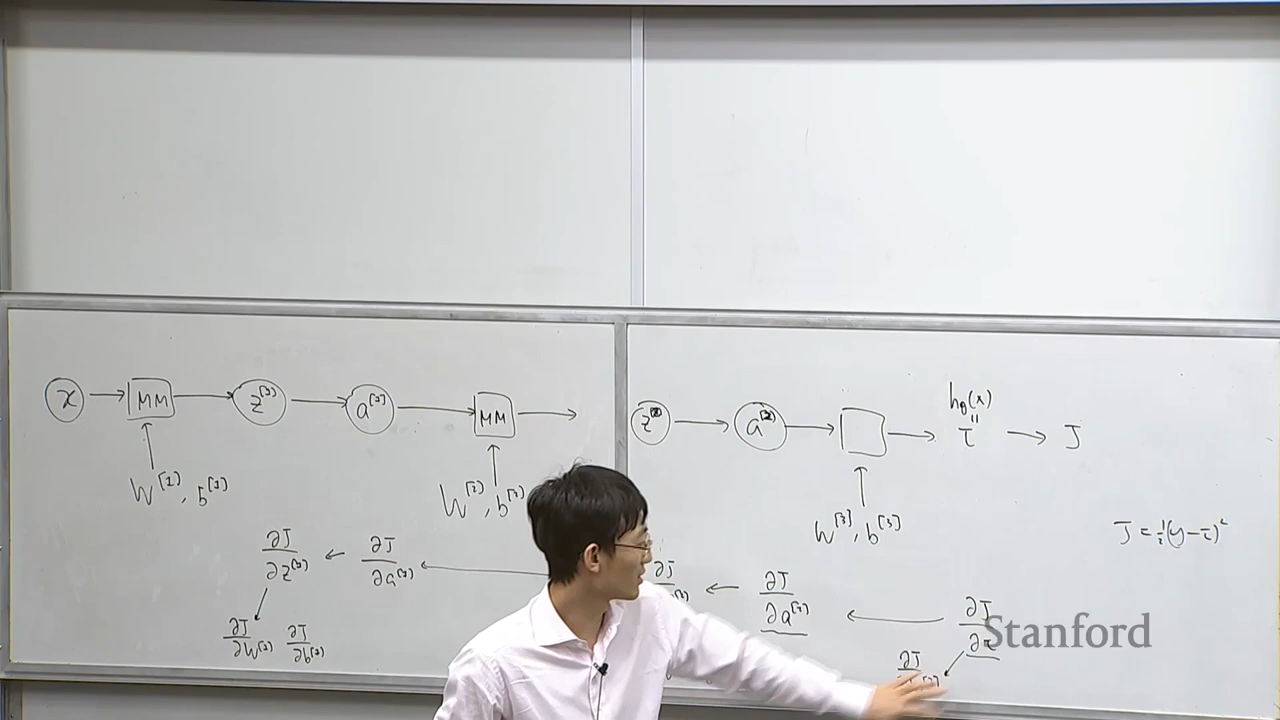 x → MM → z[1] → a[1] → MM →
W[1], b[1]
W[2], b[2]
∂J/∂z[1] ← ∂J/∂a[1] ←
∂J/∂W[1] ∂J/∂b[1]
z[2] → a[2] → □ → τ → J
h_θ(x)
=
W[3], b[3]
J = ½(y − τ)²
∂J ← ∂J/∂a[2] ← ∂J/∂τ
∂J
Stanford